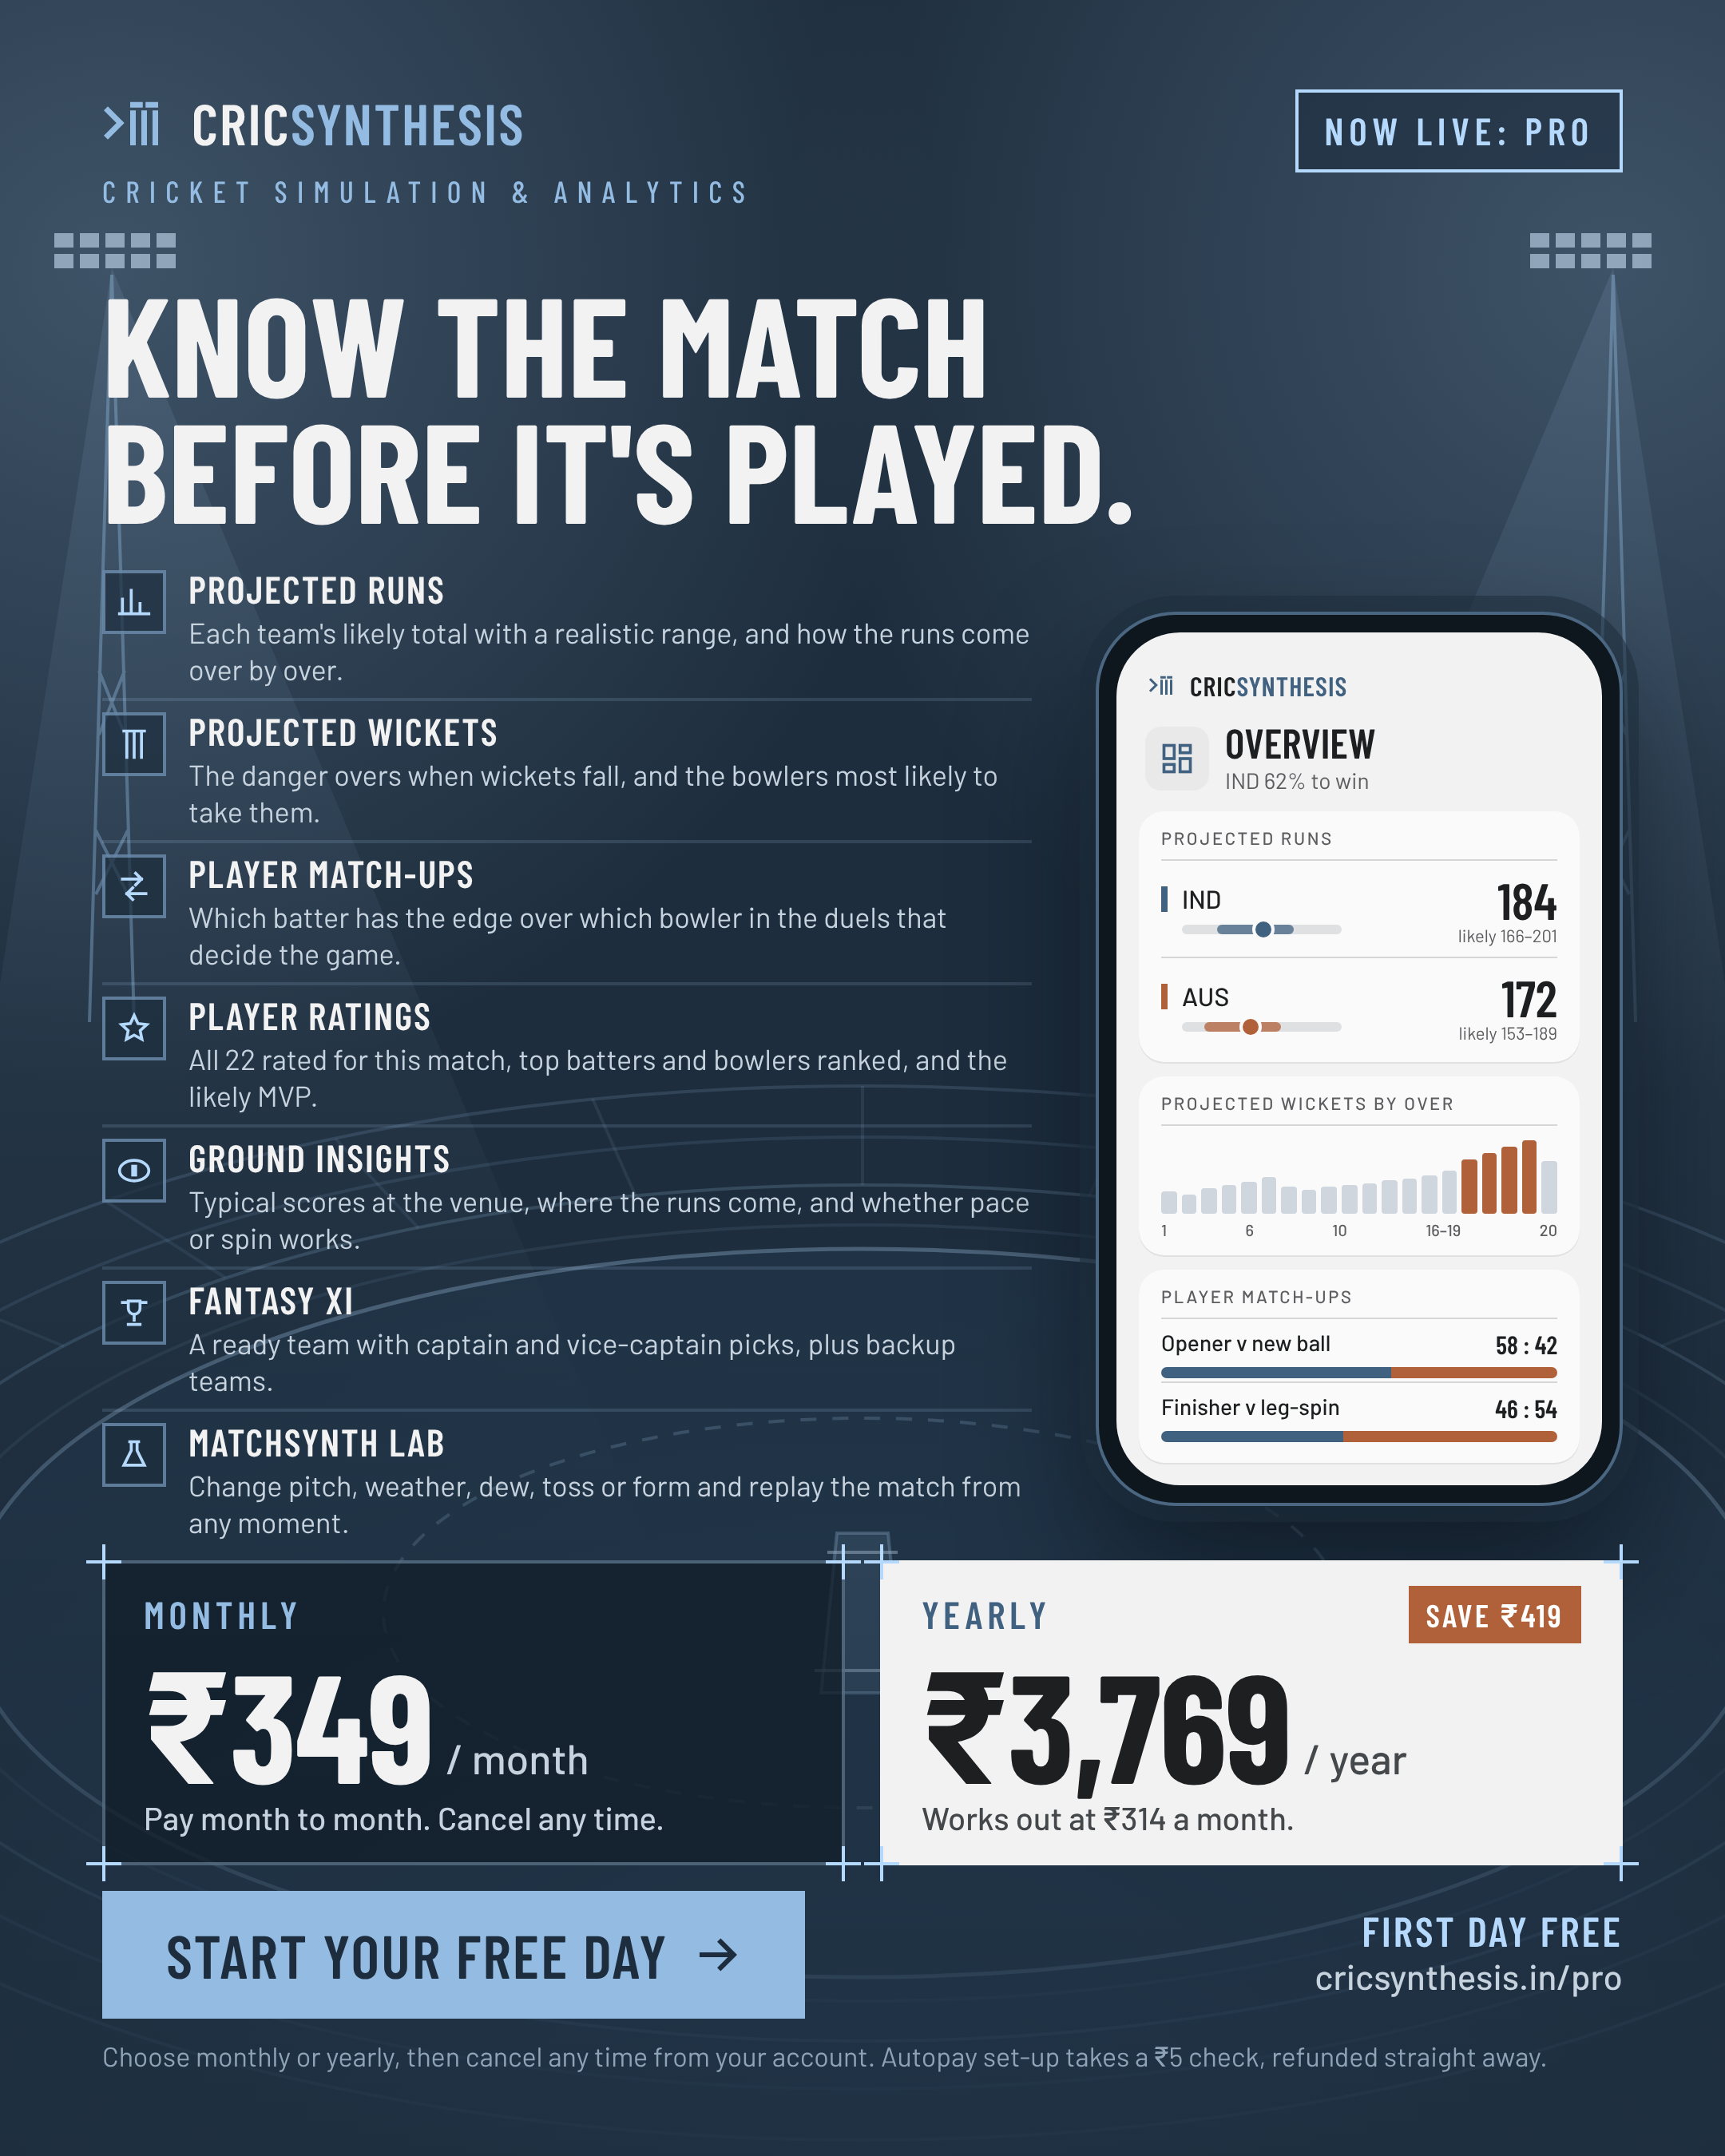 CRICSYNTHESIS
NOW LIVE: PRO
CRICKET SIMULATION & ANALYTICS
KNOW THE MATCH
BEFORE IT'S PLAYED.
PROJECTED RUNS
Each team's likely total with a realistic range, and how the runs come
over by over.
PROJECTED WICKETS
The danger overs when wickets fall, and the bowlers most likely to
take them.
PLAYER MATCH-UPS
Which batter has the edge over which bowler in the duels that
decide the game.
PLAYER RATINGS
All 22 rated for this match, top batters and bowlers ranked, and the
likely MVP.
GROUND INSIGHTS
Typical scores at the venue, where the runs come, and whether pace
or spin works.
FANTASY XI
A ready team with captain and vice-captain picks, plus backup
teams.
MATCHSYNTH LAB
Change pitch, weather, dew, toss or form and replay the match from
any moment.
CRICSYNTHESIS
OVERVIEW
IND 62% to win
PROJECTED RUNS
IND 184
likely 166–201
AUS 172
likely 153–189
PROJECTED WICKETS BY OVER
1 6 10 16–19 20
PLAYER MATCH-UPS
Opener v new ball 58 : 42
Finisher v leg-spin 46 : 54
MONTHLY
₹349 / month
Pay month to month. Cancel any time.
YEARLY
SAVE ₹419
₹3,769 / year
Works out at ₹314 a month.
START YOUR FREE DAY →
FIRST DAY FREE
cricsynthesis.in/pro
Choose monthly or yearly, then cancel any time from your account. Autopay set-up takes a ₹5 check, refunded straight away.